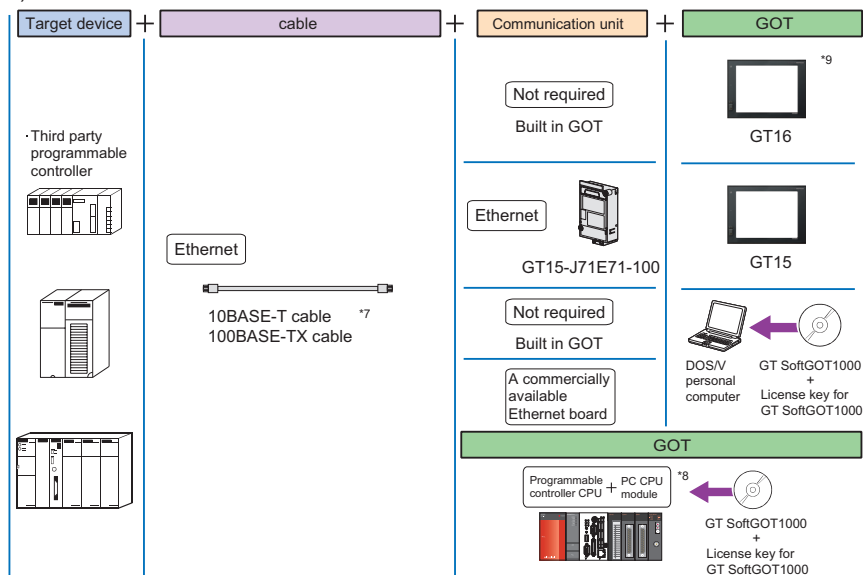 Target device + cable + Communication unit + GOT
· Third party
programmable
controller
Ethernet
10BASE-T cable *7
100BASE-TX cable
Not required
Built in GOT
*9
GT16
Ethernet
GT15-J71E71-100
GT15
Not required
Built in GOT
A commercially
available
Ethernet board
DOS/V
personal
computer
GT SoftGOT1000
+
License key for
GT SoftGOT1000
GOT
Programmable
controller CPU
+
PC CPU
module
*8
GT SoftGOT1000
+
License key for
GT SoftGOT1000